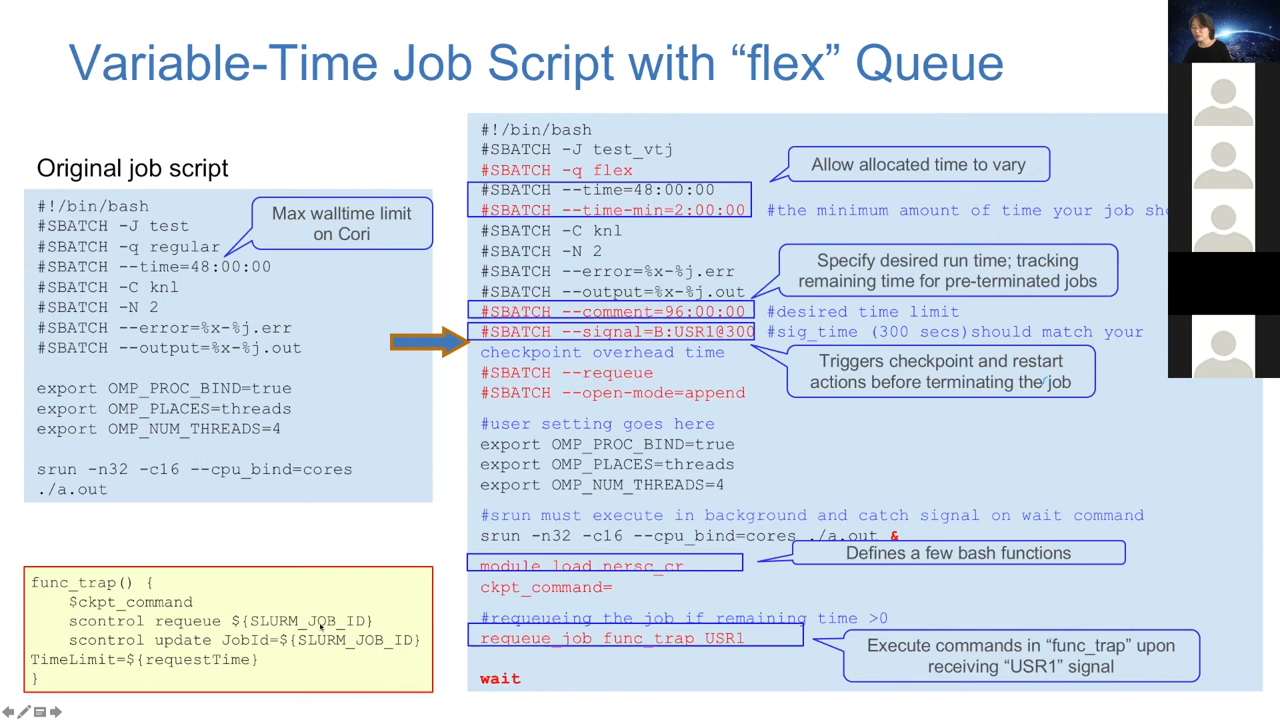 Variable-Time Job Script with “flex” Queue
Original job script
#!/bin/bash
#SBATCH -J test
#SBATCH -q regular
#SBATCH --time=48:00:00
#SBATCH -C knl
#SBATCH -N 2
#SBATCH --error=%x-%j.err
#SBATCH --output=%x-%j.out
export OMP_PROC_BIND=true
export OMP_PLACES=threads
export OMP_NUM_THREADS=4
srun -n32 -c16 --cpu_bind=cores
./a.out
Max walltime limit
on Cori
func_trap() {
$ckpt_command
scontrol requeue ${SLURM_JOB_ID}
scontrol update JobId=${SLURM_JOB_ID}
TimeLimit=${requestTime}
}
#!/bin/bash
#SBATCH -J test_vtj
#SBATCH -q flex
#SBATCH --time=48:00:00
#SBATCH --time-min=2:00:00 #the minimum amount of time your job
#SBATCH -C knl
#SBATCH -N 2
#SBATCH --error=%x-%j.err
#SBATCH --output=%x-%j.out
#SBATCH --comment=96:00:00 #desired time limit
#SBATCH --signal=B:USR1@300 #sig_time (300 secs)should match your
checkpoint overhead time
#SBATCH --requeue
#SBATCH --open-mode=append
#user setting goes here
export OMP_PROC_BIND=true
export OMP_PLACES=threads
export OMP_NUM_THREADS=4
#srun must execute in background and catch signal on wait command
srun -n32 -c16 --cpu_bind=cores ./a.out &
module load nersc_cr
ckpt_command=
#requeueing the job if remaining time >0
requeue_job func_trap USR1
wait
Allow allocated time to vary
Specify desired run time; tracking
remaining time for pre-terminated jobs
Triggers checkpoint and restart
actions before terminating the job
Defines a few bash functions
Execute commands in “func_trap” upon
receiving “USR1” signal